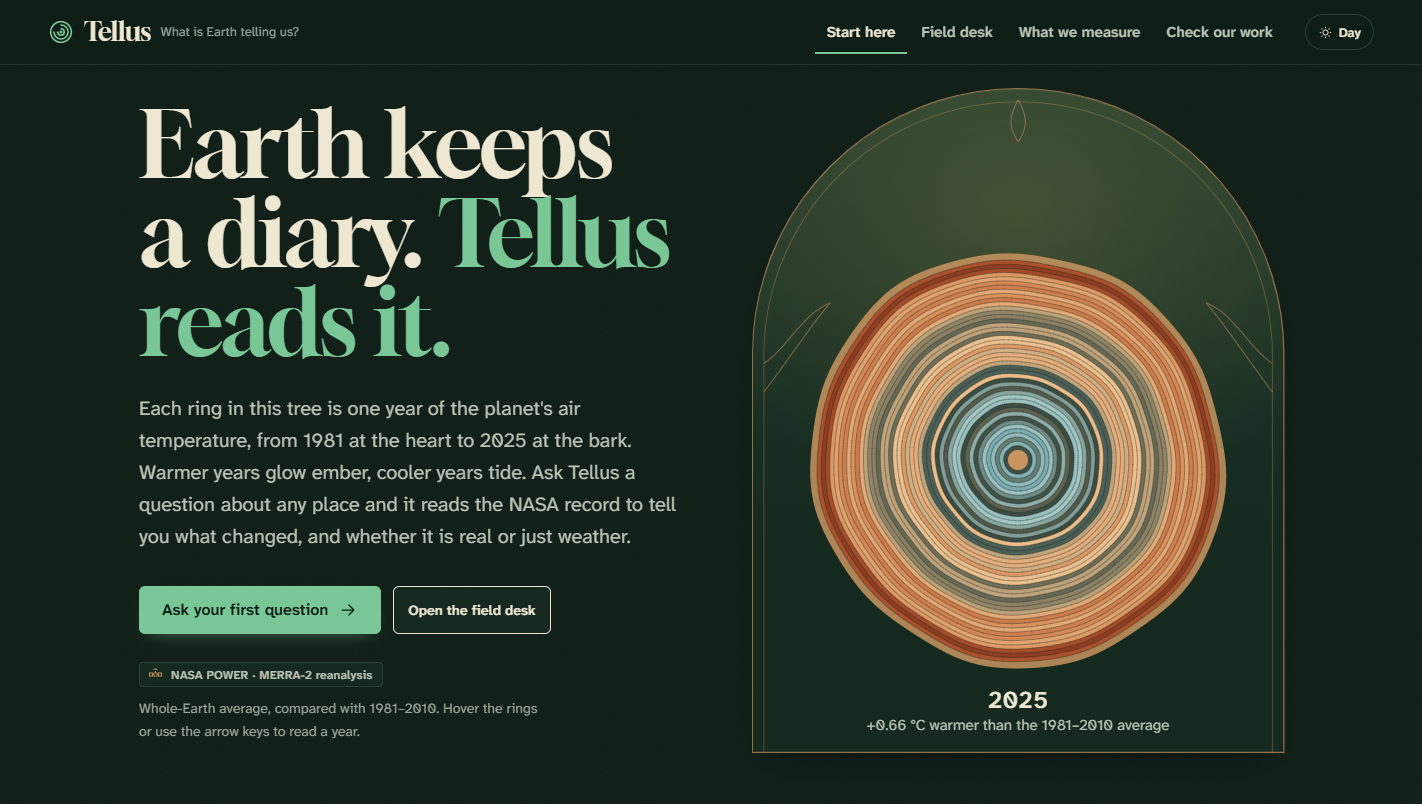 Tellus What is Earth telling us?
Start here Field desk What we measure Check our work Day
Earth keeps
a diary. Tellus
reads it.
Each ring in this tree is one year of the planet's air
temperature, from 1981 at the heart to 2025 at the bark.
Warmer years glow ember, cooler years tide. Ask Tellus a
question about any place and it reads the NASA record to tell
you what changed, and whether it is real or just weather.
Ask your first question → Open the field desk
NASA POWER · MERRA-2 reanalysis
Whole-Earth average, compared with 1981–2010. Hover the rings
or use the arrow keys to read a year.
2025
+0.66 °C warmer than the 1981–2010 average